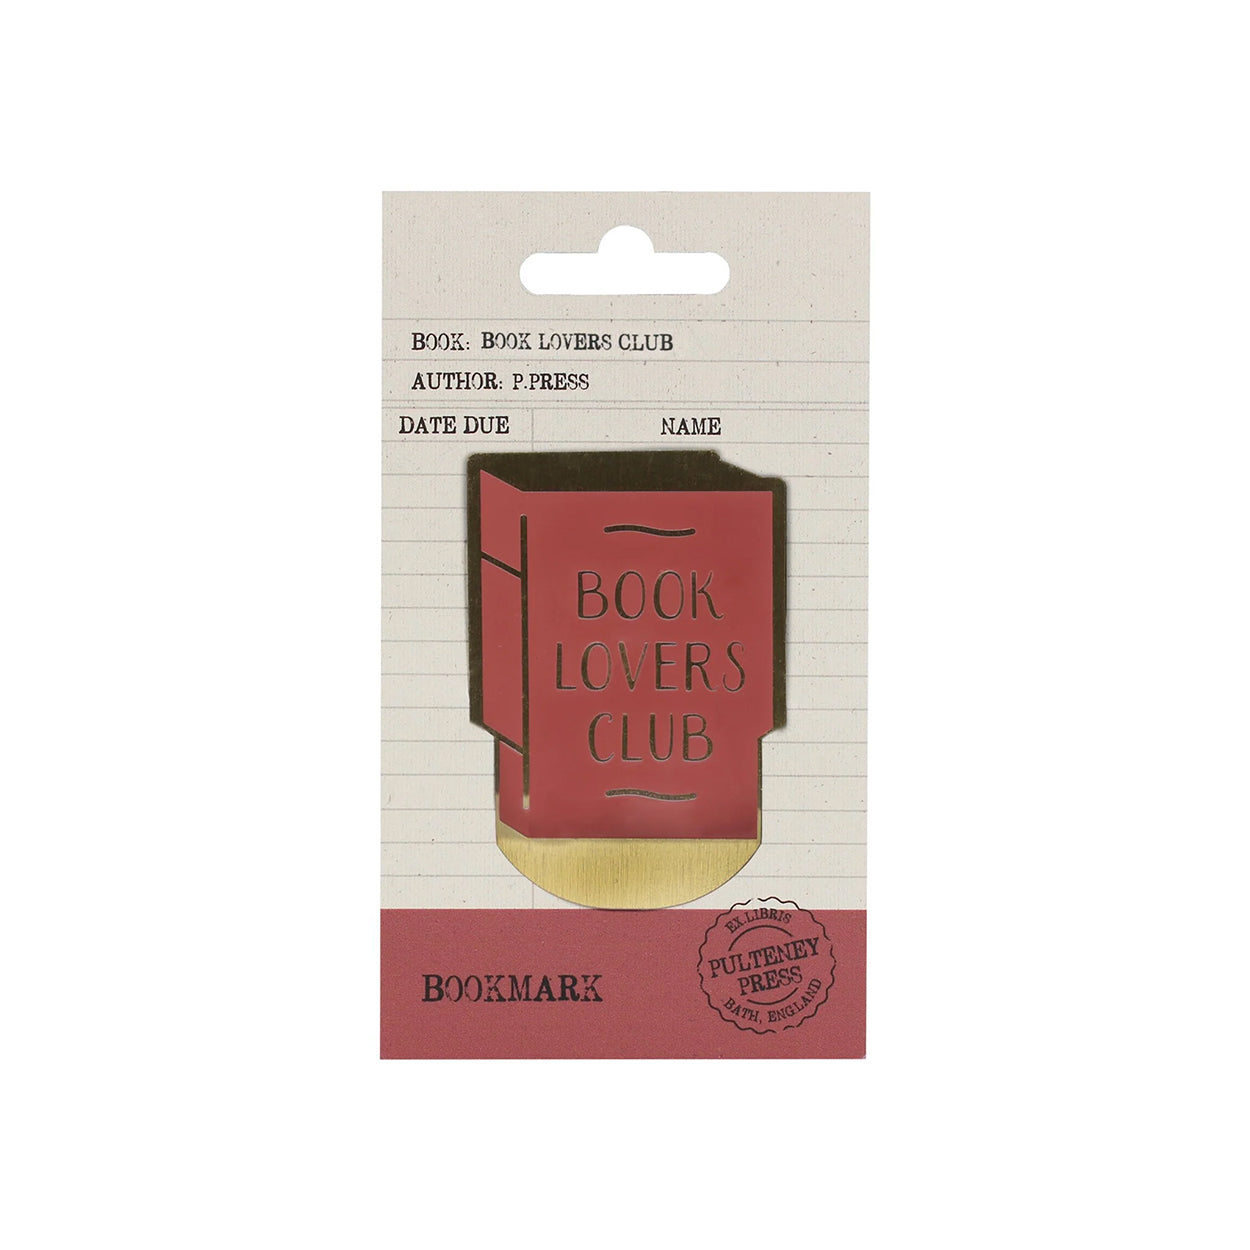 BOOK: BOOK LOVERS CLUB
AUTHOR: P.PRESS
DATE DUE NAME
BOOK
LOVERS
CLUB
BOOKMARK
EX.LIBRIS
PULTENEY
PRESS
BATH, ENGLAND